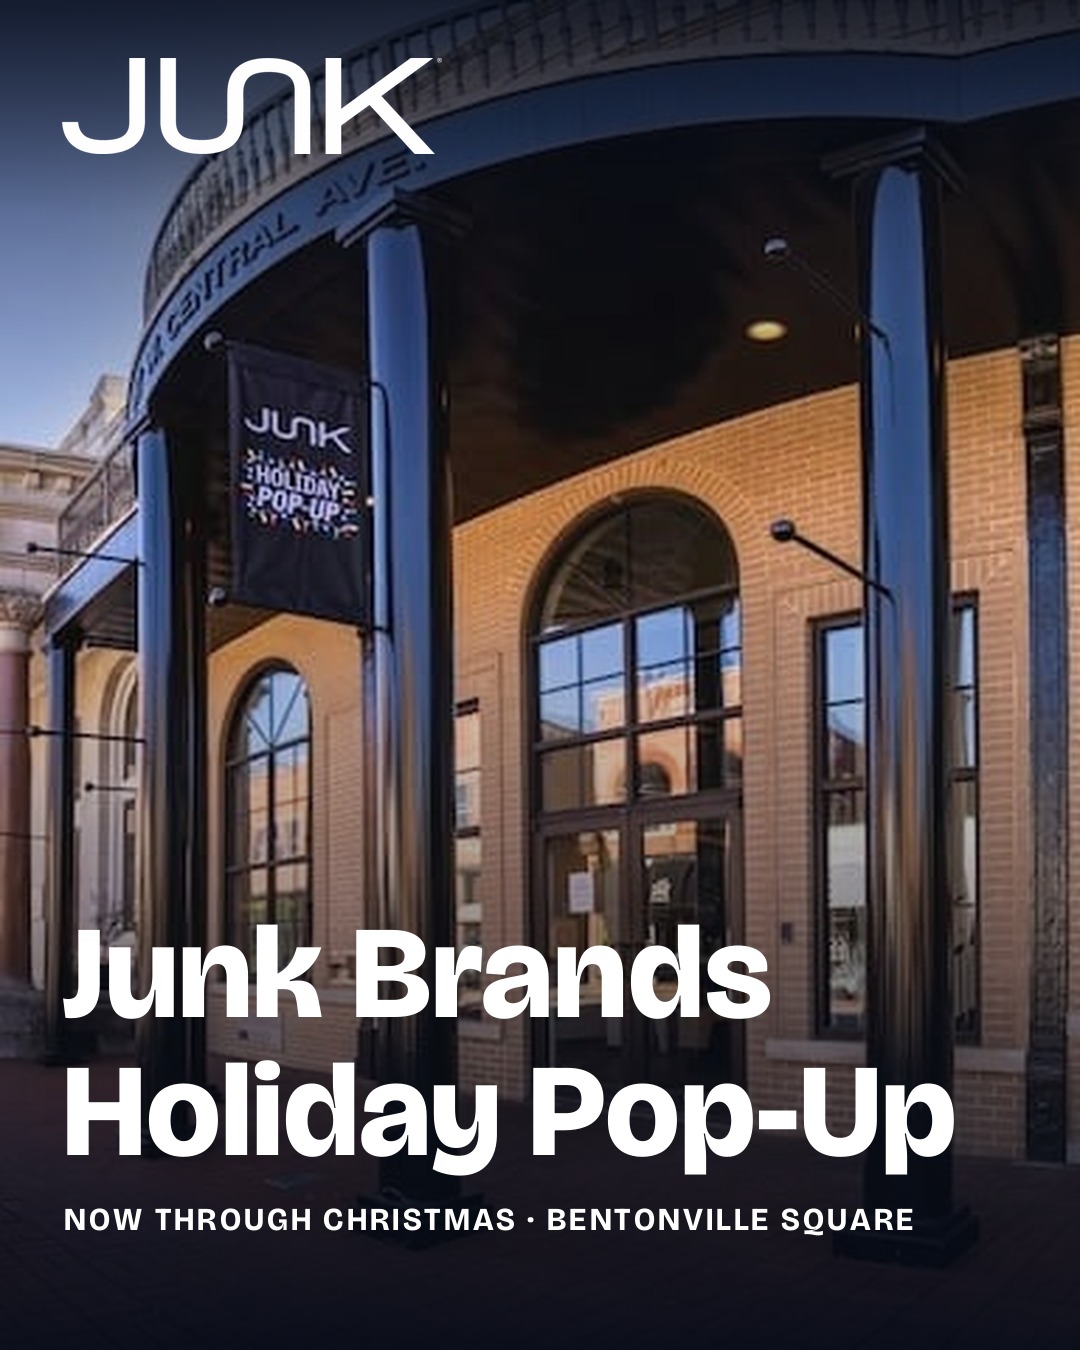 JUNK
CENTRAL AVE.
JUNK
HOLIDAY
POP-UP
Junk Brands
Holiday Pop-Up
NOW THROUGH CHRISTMAS · BENTONVILLE SQUARE